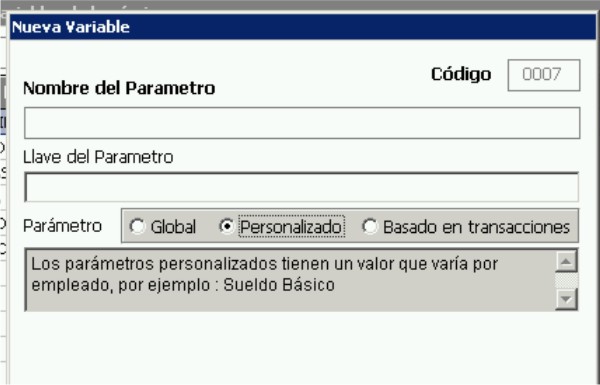 Nueva Variable
Código 0007
Nombre del Parametro
Llave del Parametro
Parámetro Global Personalizado Basado en transacciones
Los parámetros personalizados tienen un valor que varía por
empleado, por ejemplo : Sueldo Básico